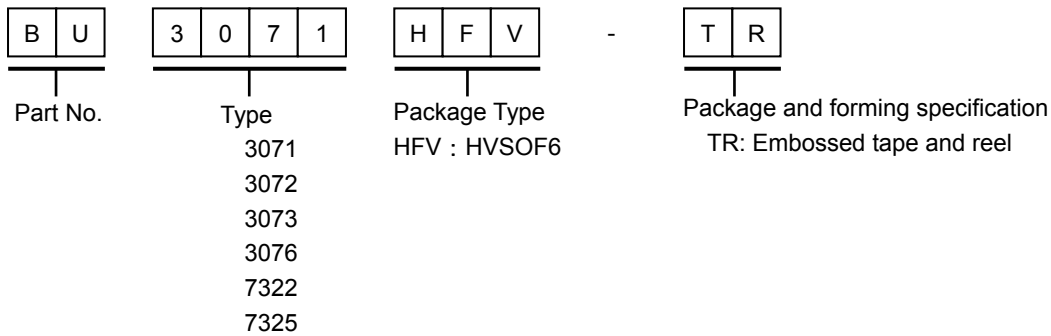 B U 3 0 7 1 H F V - T R
Part No. Type Package Type Package and forming specification
3071 HFV : HVSOF6 TR: Embossed tape and reel
3072
3073
3076
7322
7325